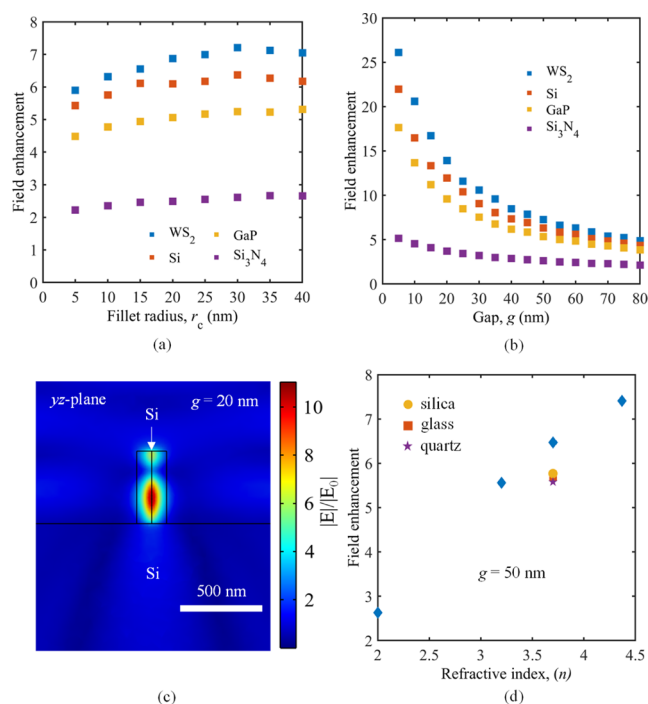 8
7
6
5
4
3
2
1
0
Field enhancement
WS2
Si
GaP
Si3N4
0 5 10 15 20 25 30 35 40
Fillet radius, rc (nm)
(a)
30
25
20
15
10
5
0
Field enhancement
WS2
Si
GaP
Si3N4
0 10 20 30 40 50 60 70 80
Gap, g (nm)
(b)
yz-plane
g = 20 nm
Si
Si
500 nm
10
8
6
4
2
|E|/|E0|
(c)
8
7
6
5
4
3
2
Field enhancement
silica
glass
quartz
g = 50 nm
2 2.5 3 3.5 4 4.5
Refractive index, (n)
(d)